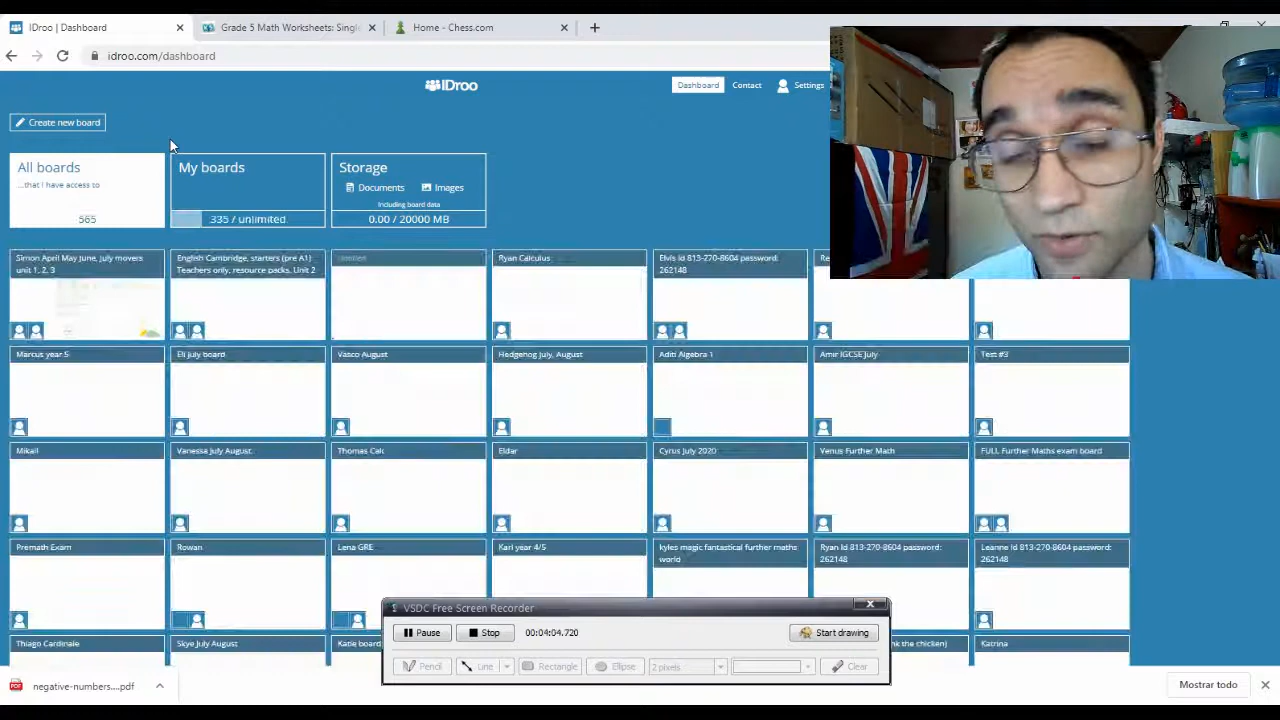 IDroo | Dashboard
Grade 5 Math Worksheets: Singl
Home - Chess.com
idroo.com/dashboard
IDroo
Dashboard
Contact
Settings
Create new board
All boards
...that I have access to
565
My boards
335 / unlimited
Storage
Documents
Images
Including board data
0.00 / 20000 MB
Simon April May June, july movers
unit 1, 2, 3
English Cambridge, starters (pre A1)
Teachers only, resource packs, Unit 2
Ryan Calculus
Elvis Id 813-270-8604 password:
262148
Re
Marcus year 5
Eli july board
Vasco August
Hedgehog July, August
Aditi Algebra 1
Amir IGCSE July
Test #3
Mikail
Vanessa July August
Thomas Calc
Eldar
Cyrus July 2020
Venus Further Math
FULL Further Maths exam board
Premath Exam
Rowan
Lena GRE
Karl year 4/5
kyles magic fantastical further maths
world
Ryan Id 813-270-8604 password:
262148
Leanne Id 813-270-8604 password:
262148
Thiago Cardinale
Skye July August
Katie board
nk the chicken)
Katrina
VSDC Free Screen Recorder
Pause
Stop
00:04:04.720
Start drawing
Pencil
Line
Rectangle
Ellipse
2 pixels
Clear
negative-numbers....pdf
Mostrar todo